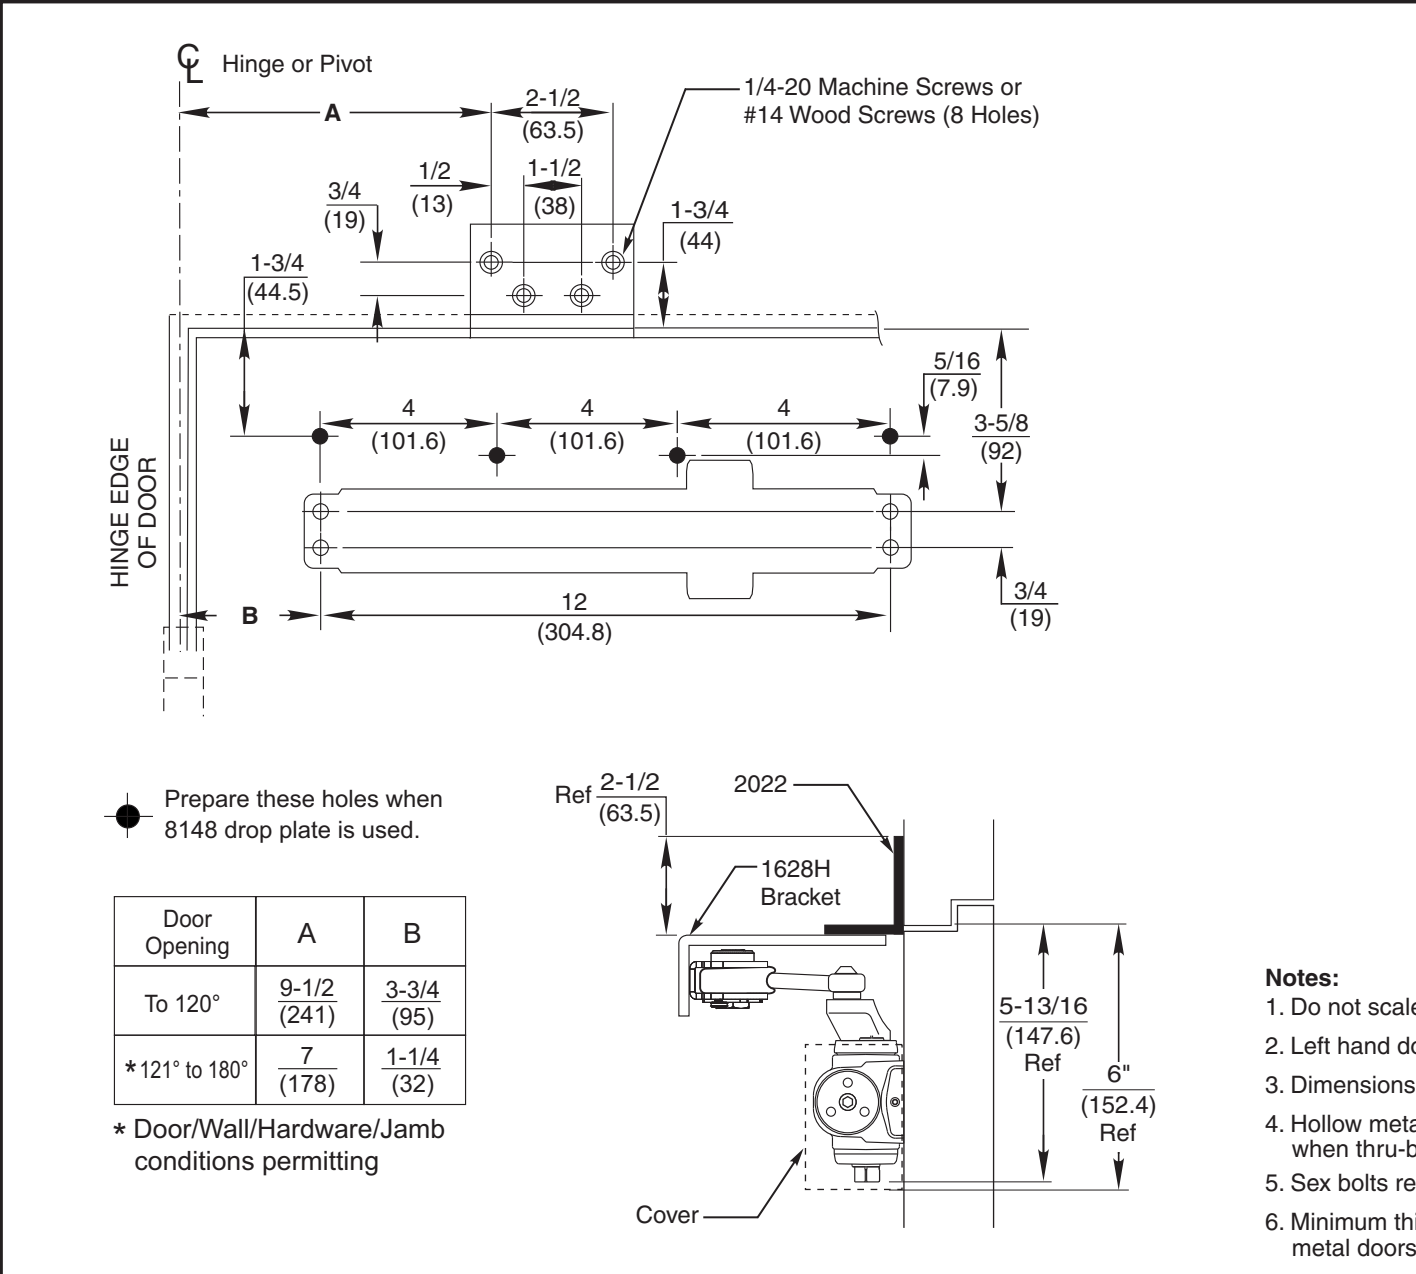 ℄ Hinge or Pivot
A
2-1/2
(63.5)
1/4-20 Machine Screws or
#14 Wood Screws (8 Holes)
1/2
(13)
1-1/2
(38)
3/4
(19)
1-3/4
(44)
1-3/4
(44.5)
5/16
(7.9)
4
(101.6)
4
(101.6)
4
(101.6)
3-5/8
(92)
HINGE EDGE
OF DOOR
B
12
(304.8)
3/4
(19)
Prepare these holes when
8148 drop plate is used.
Door
Opening
A
B
To 120°
9-1/2
(241)
3-3/4
(95)
*121° to 180°
7
(178)
1-1/4
(32)
* Door/Wall/Hardware/Jamb
conditions permitting
Ref 2-1/2
(63.5)
2022
1628H
Bracket
5-13/16
(147.6)
Ref
6"
(152.4)
Ref
Cover
Notes:
1. Do not scale
2. Left hand do
3. Dimensions
4. Hollow meta
when thru-b
5. Sex bolts re
6. Minimum thi
metal doors